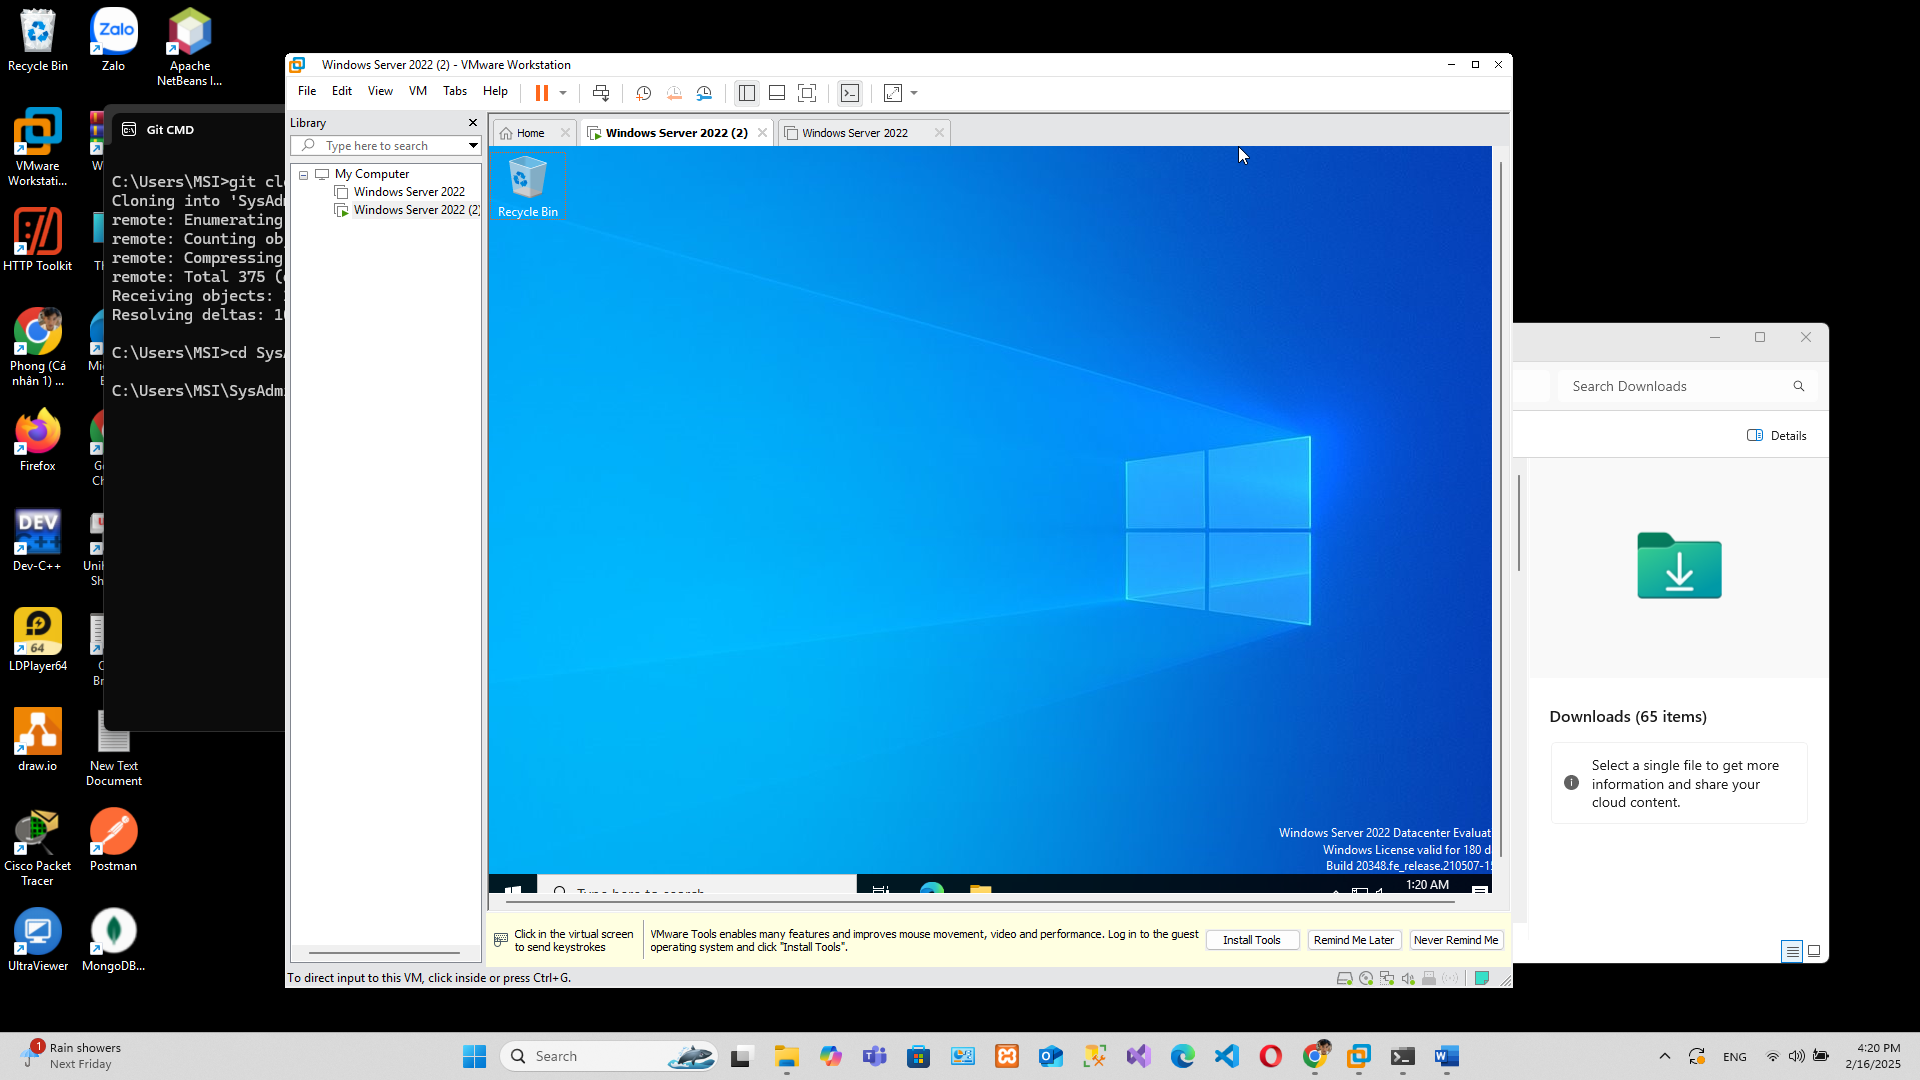 Recycle Bin
Zalo
Apache
NetBeans I...
VMware
Workstati...
HTTP Toolkit
Phong (Cá
nhân 1) ...
Firefox
DEV
C++
Dev-C++
64
LDPlayer64
draw.io
New Text
Document
Cisco Packet
Tracer
Postman
UltraViewer
MongoDB...
Git CMD
C:\Users\MSI>git cl
Cloning into 'SysAdm
remote: Enumerating
remote: Counting ob
remote: Compressing
remote: Total 375 (
Receiving objects:
Resolving deltas: 1
C:\Users\MSI>cd Sys
C:\Users\MSI\SysAdm
Windows Server 2022 (2) - VMware Workstation
File Edit View VM Tabs Help
Library
Type here to search
My Computer
Windows Server 2022
Windows Server 2022 (2)
Home
Windows Server 2022 (2)
Windows Server 2022
Recycle Bin
Windows Server 2022 Datacenter Evaluat
Windows License valid for 180 d
Build 20348.fe_release.210507-1
Type here to search
1:20 AM
Click in the virtual screen
to send keystrokes
VMware Tools enables many features and improves mouse movement, video and performance. Log in to the guest
operating system and click "Install Tools".
Install Tools
Remind Me Later
Never Remind Me
To direct input to this VM, click inside or press Ctrl+G.
Search Downloads
Details
Downloads (65 items)
Select a single file to get more
information and share your
cloud content.
1
Rain showers
Next Friday
Search
ENG
4:20 PM
2/16/2025